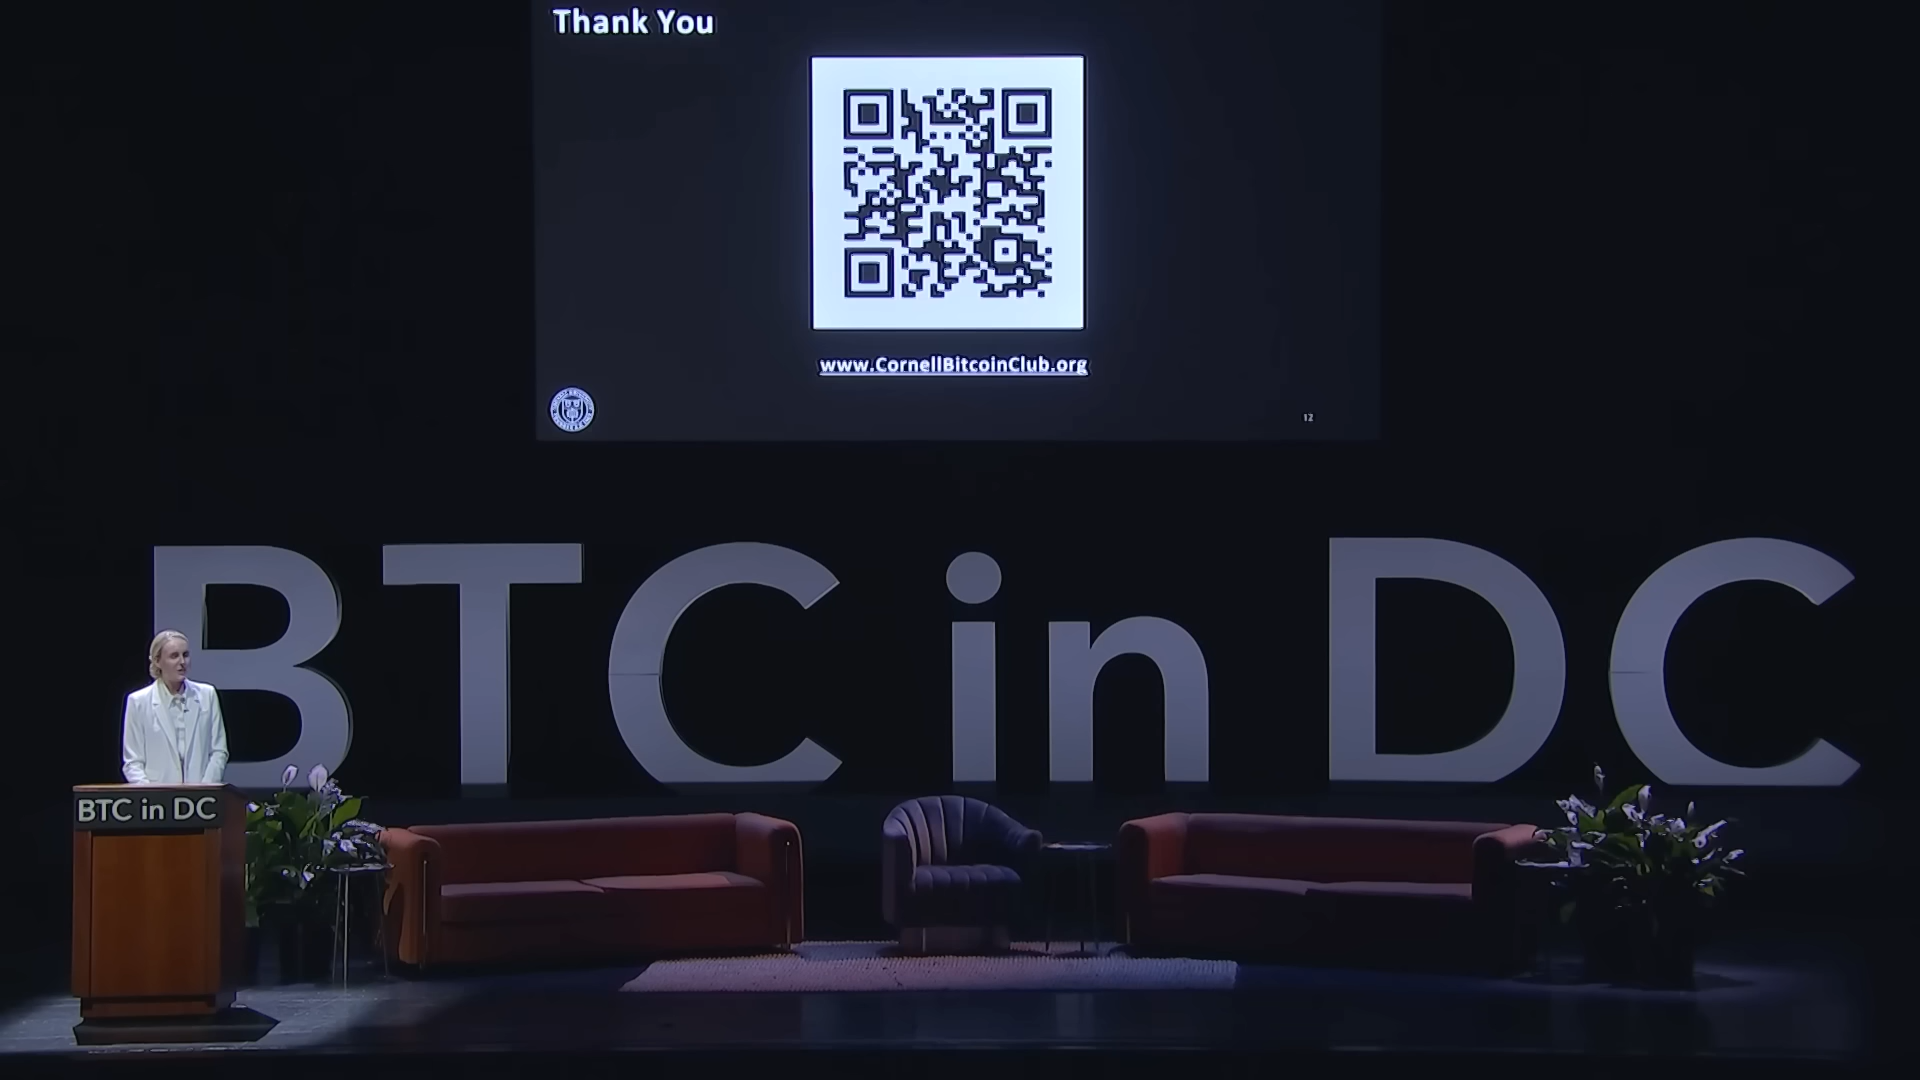 Thank You
www.CornellBitcoinClub.org
12
BTC in DC
BTC in DC